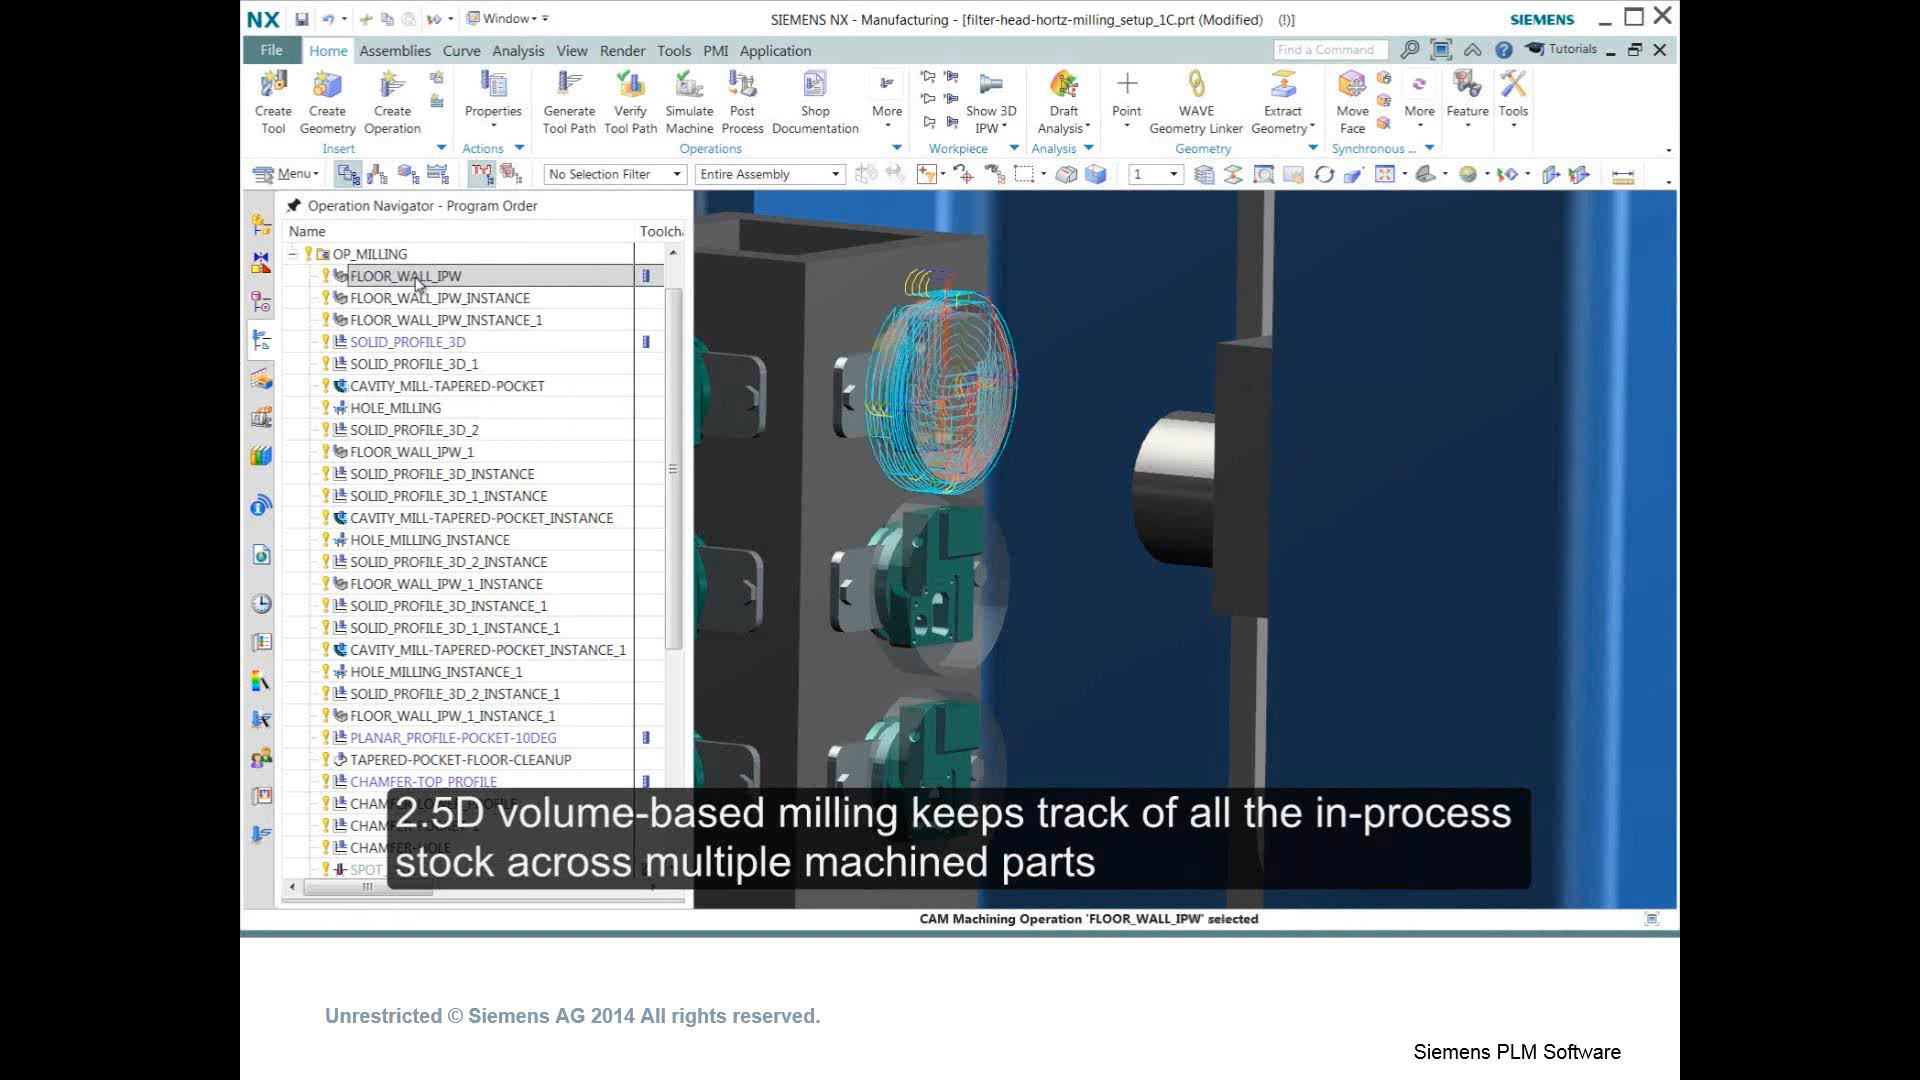 NX
Window
SIEMENS NX - Manufacturing - [filter-head-hortz-milling_setup_1C.prt (Modified) (!)]
SIEMENS
File Home Assemblies Curve Analysis View Render Tools PMI Application
Find a Command
Tutorials
Create Tool
Create Geometry
Create Operation
Properties
Generate Tool Path
Verify Tool Path
Simulate Machine
Post Process
Shop Documentation
More
Show 3D IPW
Draft Analysis
Point
WAVE Geometry Linker
Extract Geometry
Move Face
More
Feature
Tools
Insert Actions Operations Workpiece Analysis Geometry Synchronous ...
Menu
No Selection Filter
Entire Assembly
1
Operation Navigator - Program Order
Name Toolcha
OP_MILLING
FLOOR_WALL_IPW
FLOOR_WALL_IPW_INSTANCE
FLOOR_WALL_IPW_INSTANCE_1
SOLID_PROFILE_3D
SOLID_PROFILE_3D_1
CAVITY_MILL-TAPERED-POCKET
HOLE_MILLING
SOLID_PROFILE_3D_2
FLOOR_WALL_IPW_1
SOLID_PROFILE_3D_INSTANCE
SOLID_PROFILE_3D_1_INSTANCE
CAVITY_MILL-TAPERED-POCKET_INSTANCE
HOLE_MILLING_INSTANCE
SOLID_PROFILE_3D_2_INSTANCE
FLOOR_WALL_IPW_1_INSTANCE
SOLID_PROFILE_3D_INSTANCE_1
SOLID_PROFILE_3D_1_INSTANCE_1
CAVITY_MILL-TAPERED-POCKET_INSTANCE_1
HOLE_MILLING_INSTANCE_1
SOLID_PROFILE_3D_2_INSTANCE_1
FLOOR_WALL_IPW_1_INSTANCE_1
PLANAR_PROFILE-POCKET-10DEG
TAPERED-POCKET-FLOOR-CLEANUP
CHAMFER-TOP_PROFILE
CHAMFER-LOWER_PROFILE
CHAMFER-HOLE
2.5D volume-based milling keeps track of all the in-process
stock across multiple machined parts
CAM Machining Operation 'FLOOR_WALL_IPW' selected
Unrestricted © Siemens AG 2014 All rights reserved.
Siemens PLM Software